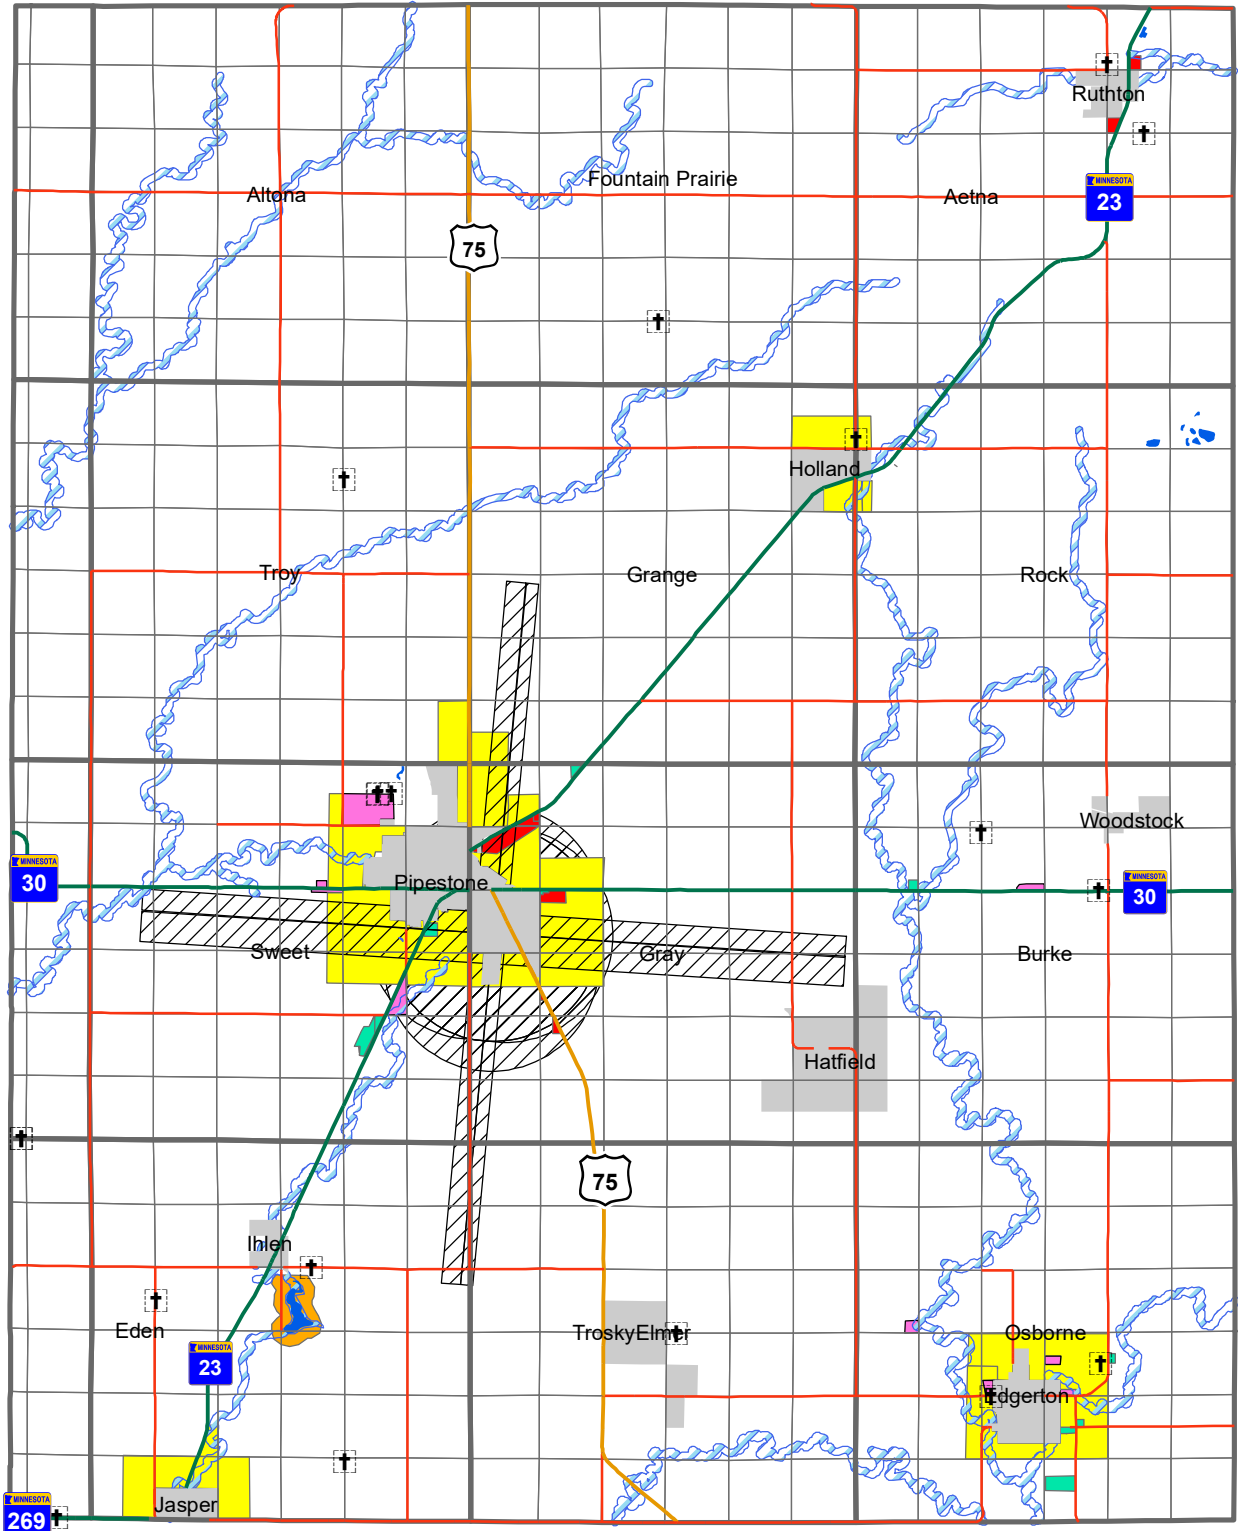 Ruthton
Fountain Prairie
Altona
Aetna
MINNESOTA
23
75
Holland
Troy
Grange
Rock
Woodstock
MINNESOTA
30
Pipestone
MINNESOTA
30
Sweet
Gray
Burke
Hatfield
75
Ihlen
Eden
TroskyElmer
Osborne
MINNESOTA
23
Edgerton
Jasper
MINNESOTA
269